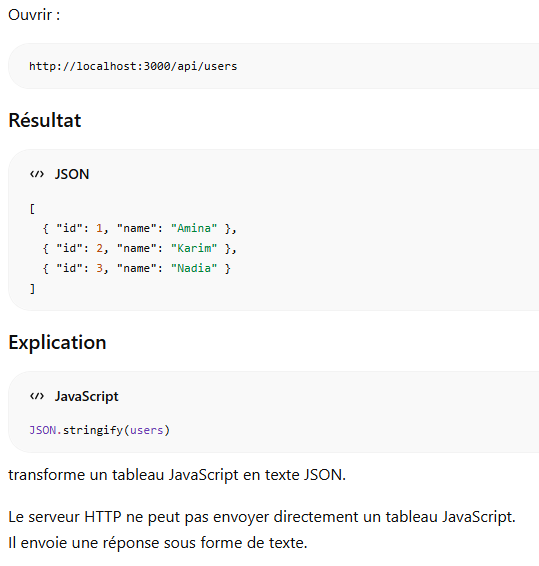 Ouvrir :
http://localhost:3000/api/users
Résultat
</> JSON
[
  { "id": 1, "name": "Amina" },
  { "id": 2, "name": "Karim" },
  { "id": 3, "name": "Nadia" }
]
Explication
</> JavaScript
JSON.stringify(users)
transforme un tableau JavaScript en texte JSON.
Le serveur HTTP ne peut pas envoyer directement un tableau JavaScript.
Il envoie une réponse sous forme de texte.